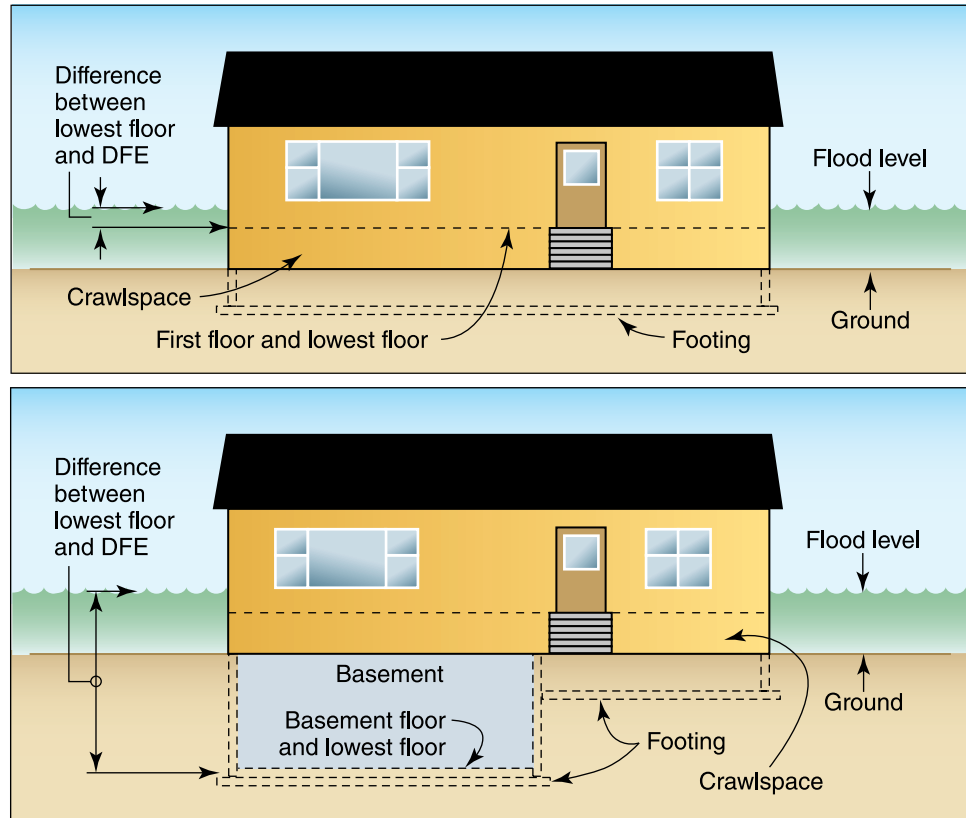 Difference
between
lowest floor
and DFE
Flood level
Crawlspace
First floor and lowest floor
Footing
Ground
Difference
between
lowest floor
and DFE
Flood level
Basement
Basement floor
and lowest floor
Footing
Ground
Crawlspace